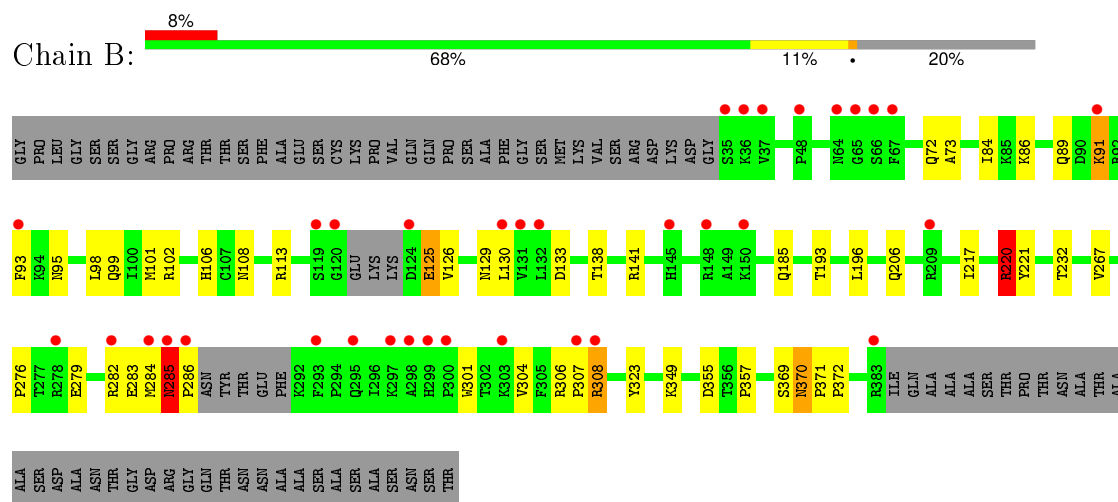 8%
Chain B:
68% 11% • 20%
GLY PRO LEU GLY SER SER GLY ARG PRO ARG THR THR SER PHE ALA GLU SER CYS LYS PRO VAL GLN GLN PRO SER ALA PHE GLY SER MET LYS VAL SER ARG ASP LYS ASP GLY S35 K36 V37 P48 N64 G65 S66 F67 Q72 A73 I84 K85 K86 Q89 D90 K91 R92
F93 K94 N95 L98 Q99 I100 M101 R102 H106 C107 N108 R113 S119 G120 GLU LYS LYS D124 E125 V126 N129 L130 V131 L132 D133 T138 R141 H145 R148 A149 K150 Q185 T193 L196 Q206 R209 I217 R220 Y221 T232 V267
P276 T277 R278 E279 R282 E283 M284 N285 P286 ASN TYR THR GLU PHE K292 F293 P294 Q295 I296 K297 A298 H299 P300 W301 T302 K303 V304 F305 R306 P307 R308 Y323 K349 D355 T356 P357 S369 N370 P371 P372 R383 ILE GLN ALA ALA ALA SER THR PRO THR ASN ALA THR ALA
ALA SER ASP ALA ASN THR GLY ASP ARG GLY GLN THR ASN ASN ALA ALA SER ALA SER ALA SER ASN SER THR